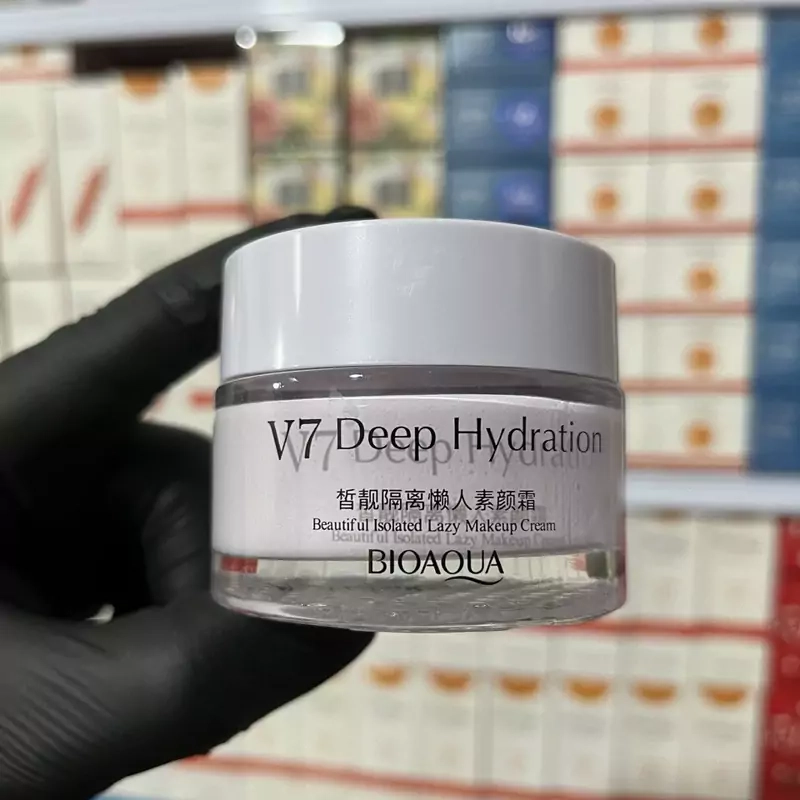 V7 Deep Hydration
皙靓隔离懒人素颜霜
Beautiful Isolated Lazy Makeup Cream
BIOAQUA